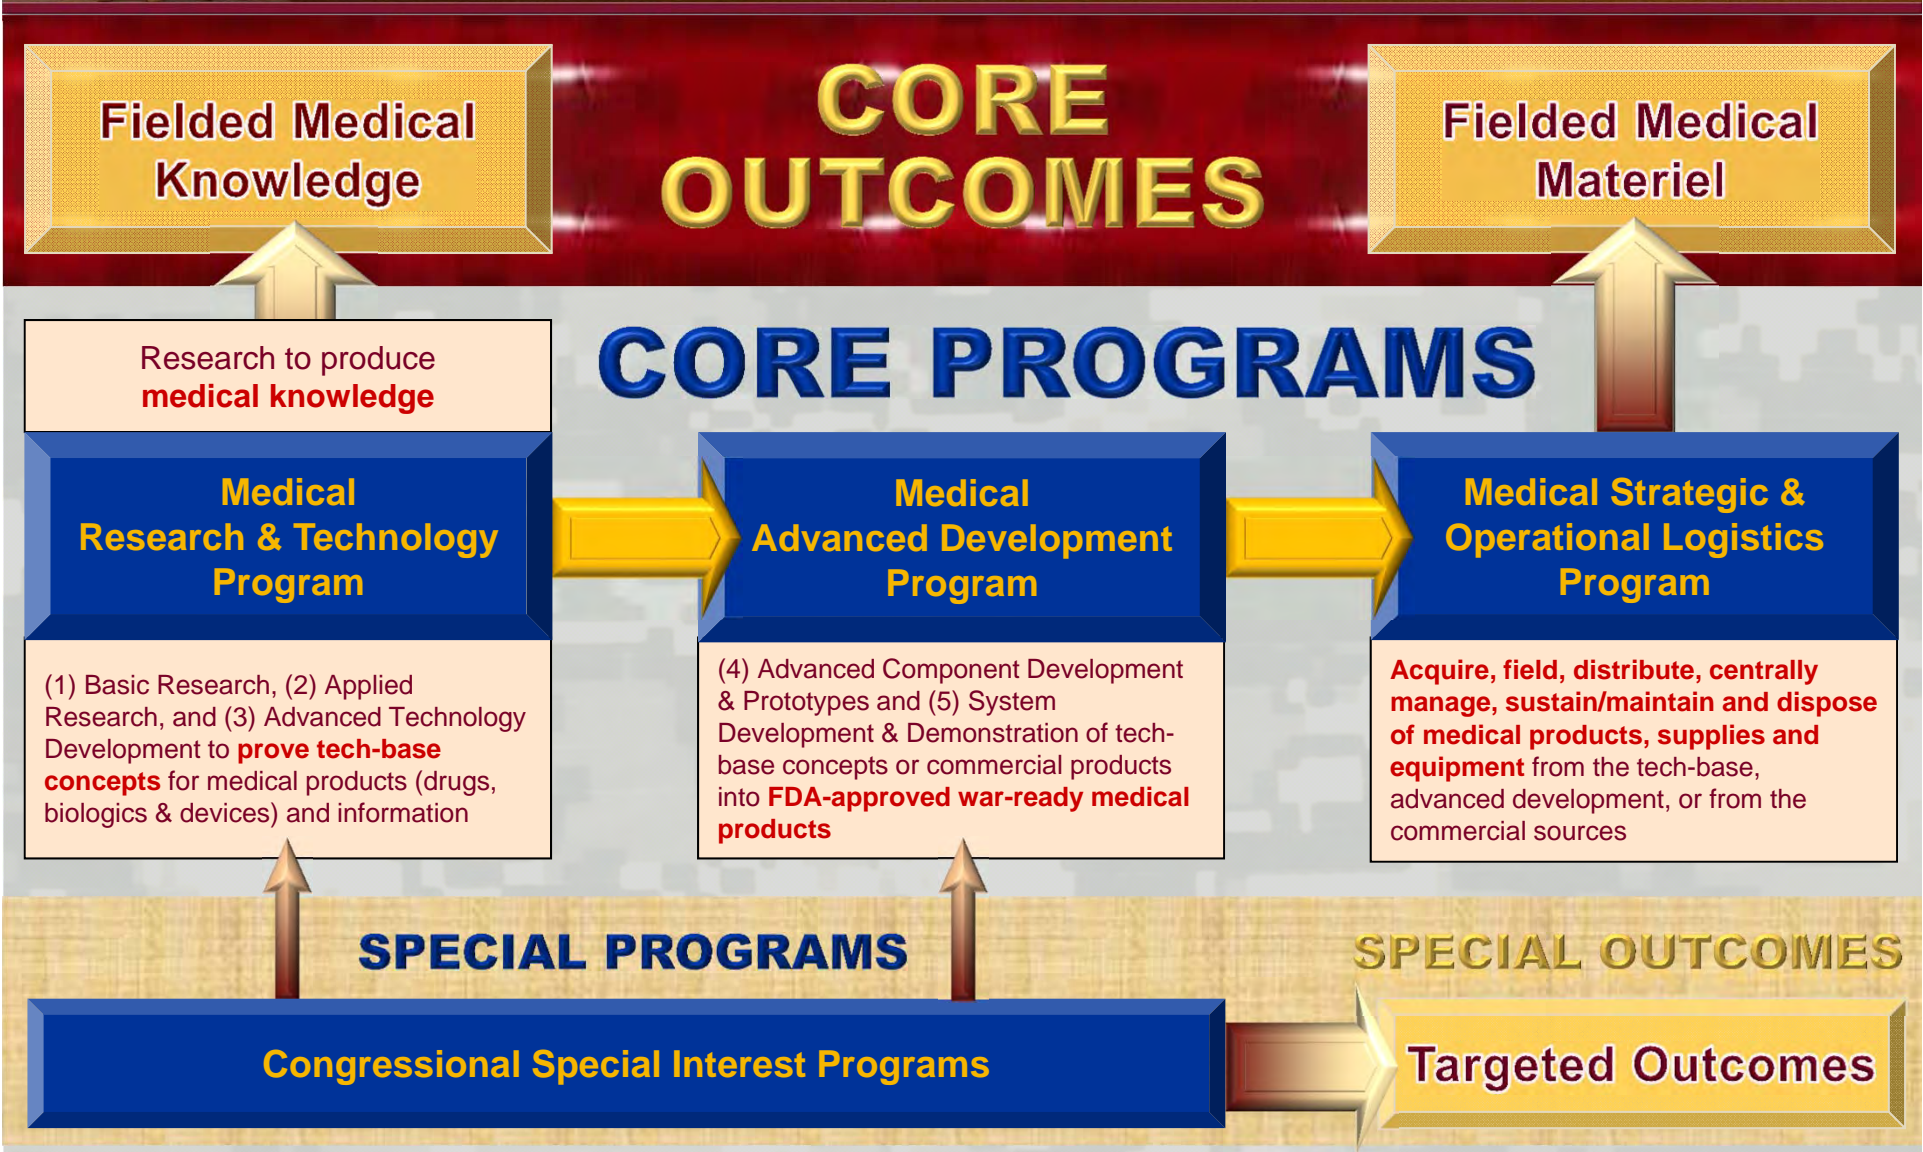 CORE
OUTCOMES
Fielded Medical
Knowledge
Fielded Medical
Materiel
CORE PROGRAMS
Research to produce
medical knowledge
Medical
Research & Technology
Program
(1) Basic Research, (2) Applied
Research, and (3) Advanced Technology
Development to prove tech-base
concepts for medical products (drugs,
biologics & devices) and information
Medical
Advanced Development
Program
(4) Advanced Component Development
& Prototypes and (5) System
Development & Demonstration of tech-
base concepts or commercial products
into FDA-approved war-ready medical
products
Medical Strategic &
Operational Logistics
Program
Acquire, field, distribute, centrally
manage, sustain/maintain and dispose
of medical products, supplies and
equipment from the tech-base,
advanced development, or from the
commercial sources
SPECIAL PROGRAMS
Congressional Special Interest Programs
SPECIAL OUTCOMES
Targeted Outcomes